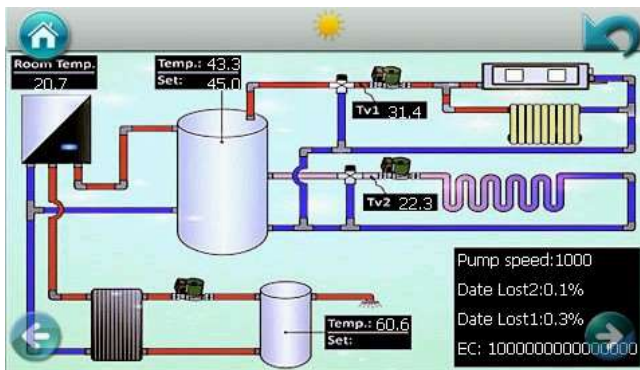 Room Temp.
20.7
Temp.: 43.3
Set: 45.0
Tv1 31.4
Tv2 22.3
Temp.: 60.6
Set:
Pump speed:1000
Date Lost2:0.1%
Date Lost1:0.3%
EC: 1000000000000000